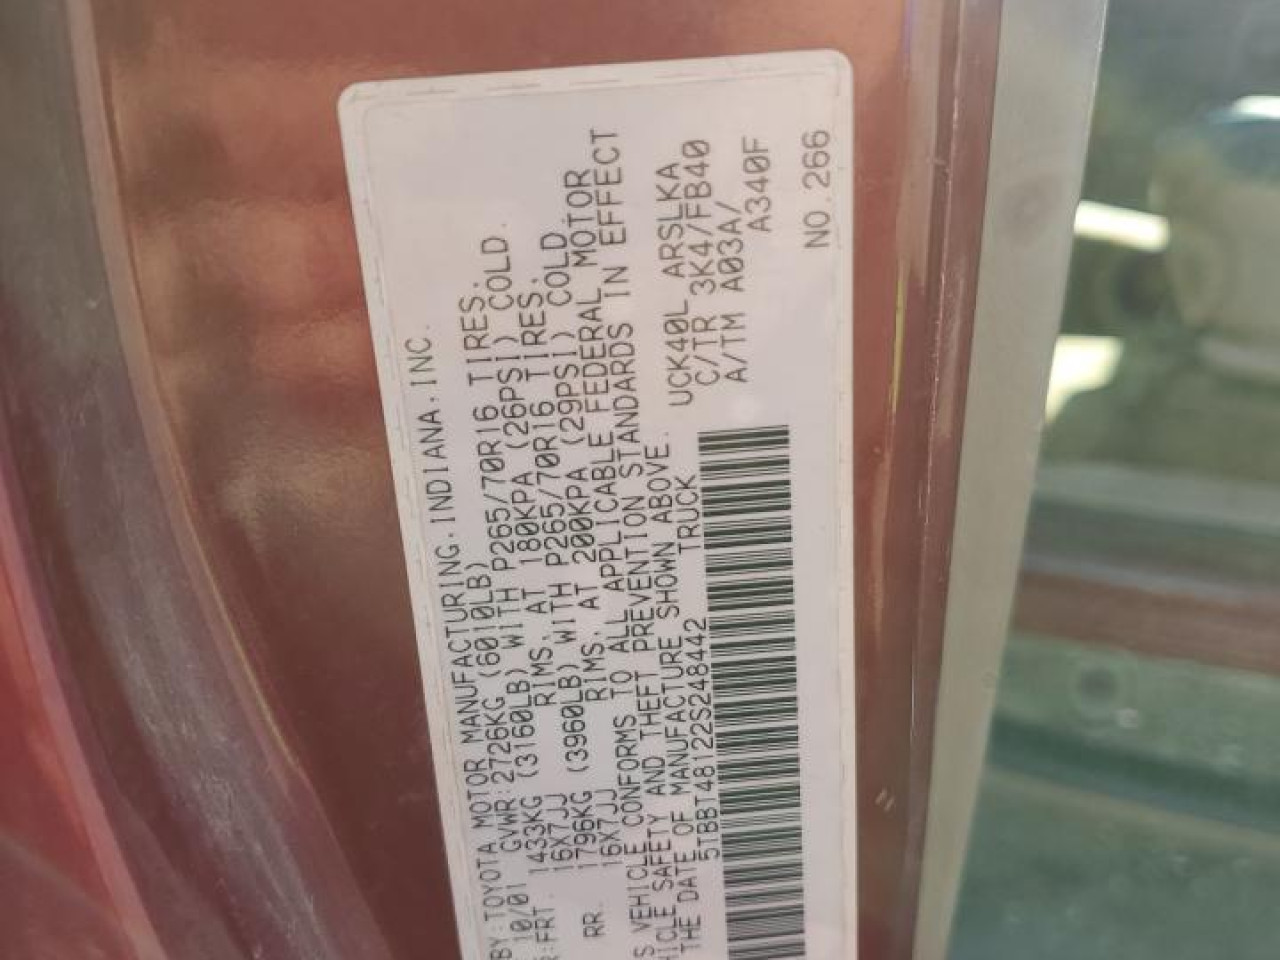 BY:TOYOTA MOTOR MANUFACTURING,INDIANA,INC.
10/01 GVWR:2726KG (6010LB)
:FRT. 1433KG (3160LB) WITH P265/70R16 TIRES.
16X7JJ RIMS, AT 180KPA (26PSI) COLD.
RR. 1796KG (3960LB) WITH P265/70R16 TIRES.
16X7JJ RIMS, AT 200KPA (29PSI) COLD
S VEHICLE CONFORMS TO ALL APPLICABLE FEDERAL MOTOR
HICLE SAFETY AND THEFT PREVENTION STANDARDS IN EFFECT
THE DATE OF MANUFACTURE SHOWN ABOVE.
5TBBT48122S248442 TRUCK
UCK40L ARSLKA
C/TR 3K4/FB40
A/TM A03A/
A340F
NO.266